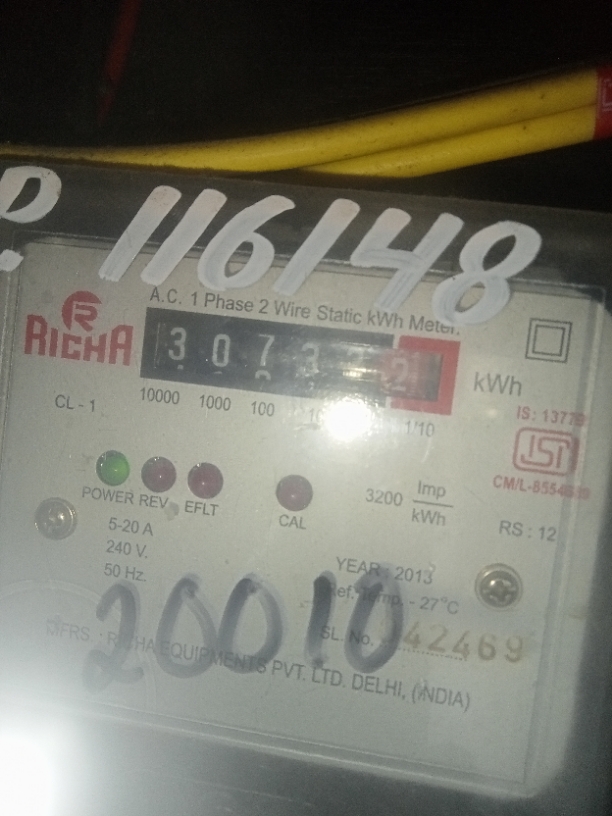 P. 116148
A.C. 1 Phase 2 Wire Static kWh Meter.
RICHA
3 0 7 3
kWh
10000 1000 100 1/10
CL - 1
IS: 13779
ISI
CM/L-8554
POWER REV. EFLT
CAL
3200 Imp/kWh
RS : 12
5-20 A
240 V.
50 Hz.
YEAR : 2013
Ref. Temp. - 27°C
20010
SL. No. 42469
MFRS. : RICHA EQUIPMENTS PVT. LTD. DELHI, (INDIA)